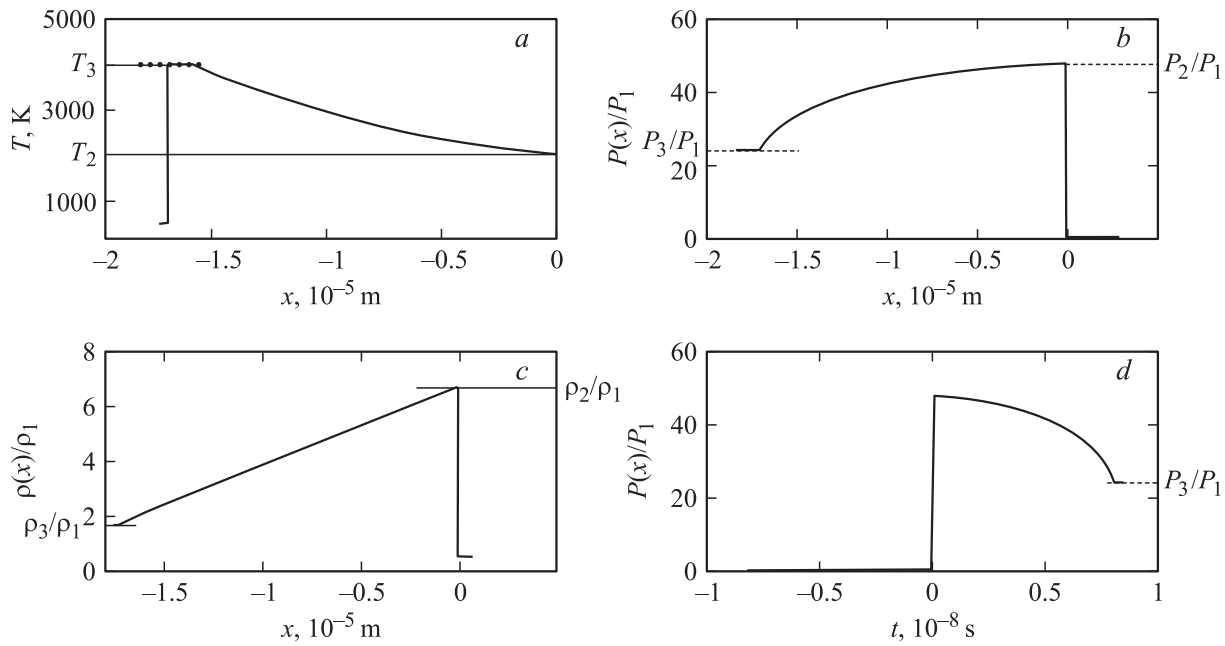 5000
T₃
3000
T₂
1000
T, K
a
−2
−1.5
−1
−0.5
0
x, 10⁻⁵ m
60
40
20
0
P(x)/P₁
P₃/P₁
b
P₂/P₁
−2
−1.5
−1
−0.5
0
x, 10⁻⁵ m
8
6
4
2
0
ρ(x)/ρ₁
ρ₃/ρ₁
c
ρ₂/ρ₁
−1.5
−1
−0.5
0
x, 10⁻⁵ m
60
40
20
0
P(x)/P₁
d
P₃/P₁
−1
−0.5
0
0.5
1
t, 10⁻⁸ s